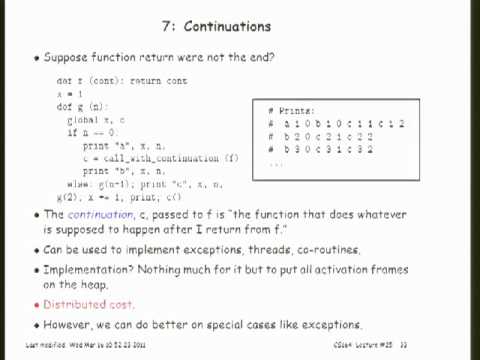 7: Continuations
• Suppose function return were not the end?
def f (cont): return cont
x = 1
def g (n):
global x, c
if n == 0:
print "a", x, n,
c = call_with_continuation (f)
print "b", x, n,
else: g(n-1); print "c", x, n,
g(2); x += 1; print; c()
# Prints:
# a 1 0 b 1 0 c 1 1 c 1 2
# b 2 0 c 2 1 c 2 2
# b 3 0 c 3 1 c 3 2
...
• The continuation, c, passed to f is "the function that does whatever
is supposed to happen after I return from f."
• Can be used to implement exceptions, threads, co-routines.
• Implementation? Nothing much for it but to put all activation frames
on the heap.
• Distributed cost.
• However, we can do better on special cases like exceptions.
Last modified: Wed Mar 16 10:52:23 2011
CS164: Lecture #25 33